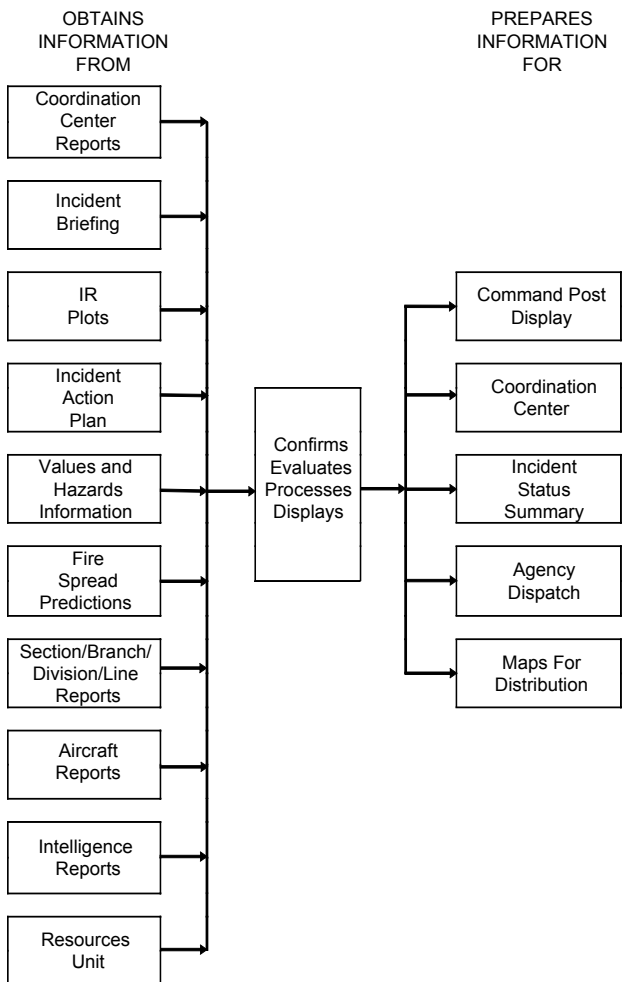 OBTAINS
INFORMATION
FROM
Coordination
Center
Reports
Incident
Briefing
IR
Plots
Incident
Action
Plan
Values and
Hazards
Information
Fire
Spread
Predictions
Section/Branch/
Division/Line
Reports
Aircraft
Reports
Intelligence
Reports
Resources
Unit
Confirms
Evaluates
Processes
Displays
PREPARES
INFORMATION
FOR
Command Post
Display
Coordination
Center
Incident
Status
Summary
Agency
Dispatch
Maps For
Distribution